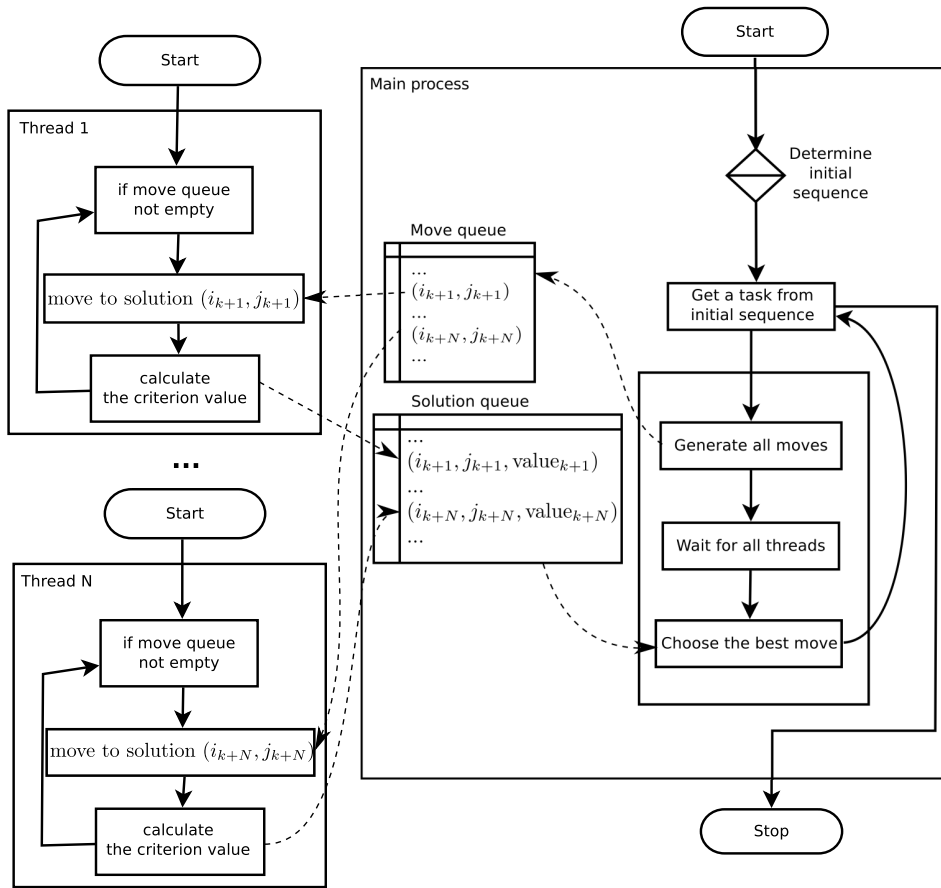 Start
Thread 1
if move queue
not empty
move to solution (i_{k+1}, j_{k+1})
calculate
the criterion value
...
Start
Thread N
if move queue
not empty
move to solution (i_{k+N}, j_{k+N})
calculate
the criterion value
Start
Main process
Determine
initial
sequence
Move queue
...
(i_{k+1}, j_{k+1})
...
(i_{k+N}, j_{k+N})
...
Solution queue
...
(i_{k+1}, j_{k+1}, value_{k+1})
...
(i_{k+N}, j_{k+N}, value_{k+N})
...
Get a task from
initial sequence
Generate all moves
Wait for all threads
Choose the best move
Stop